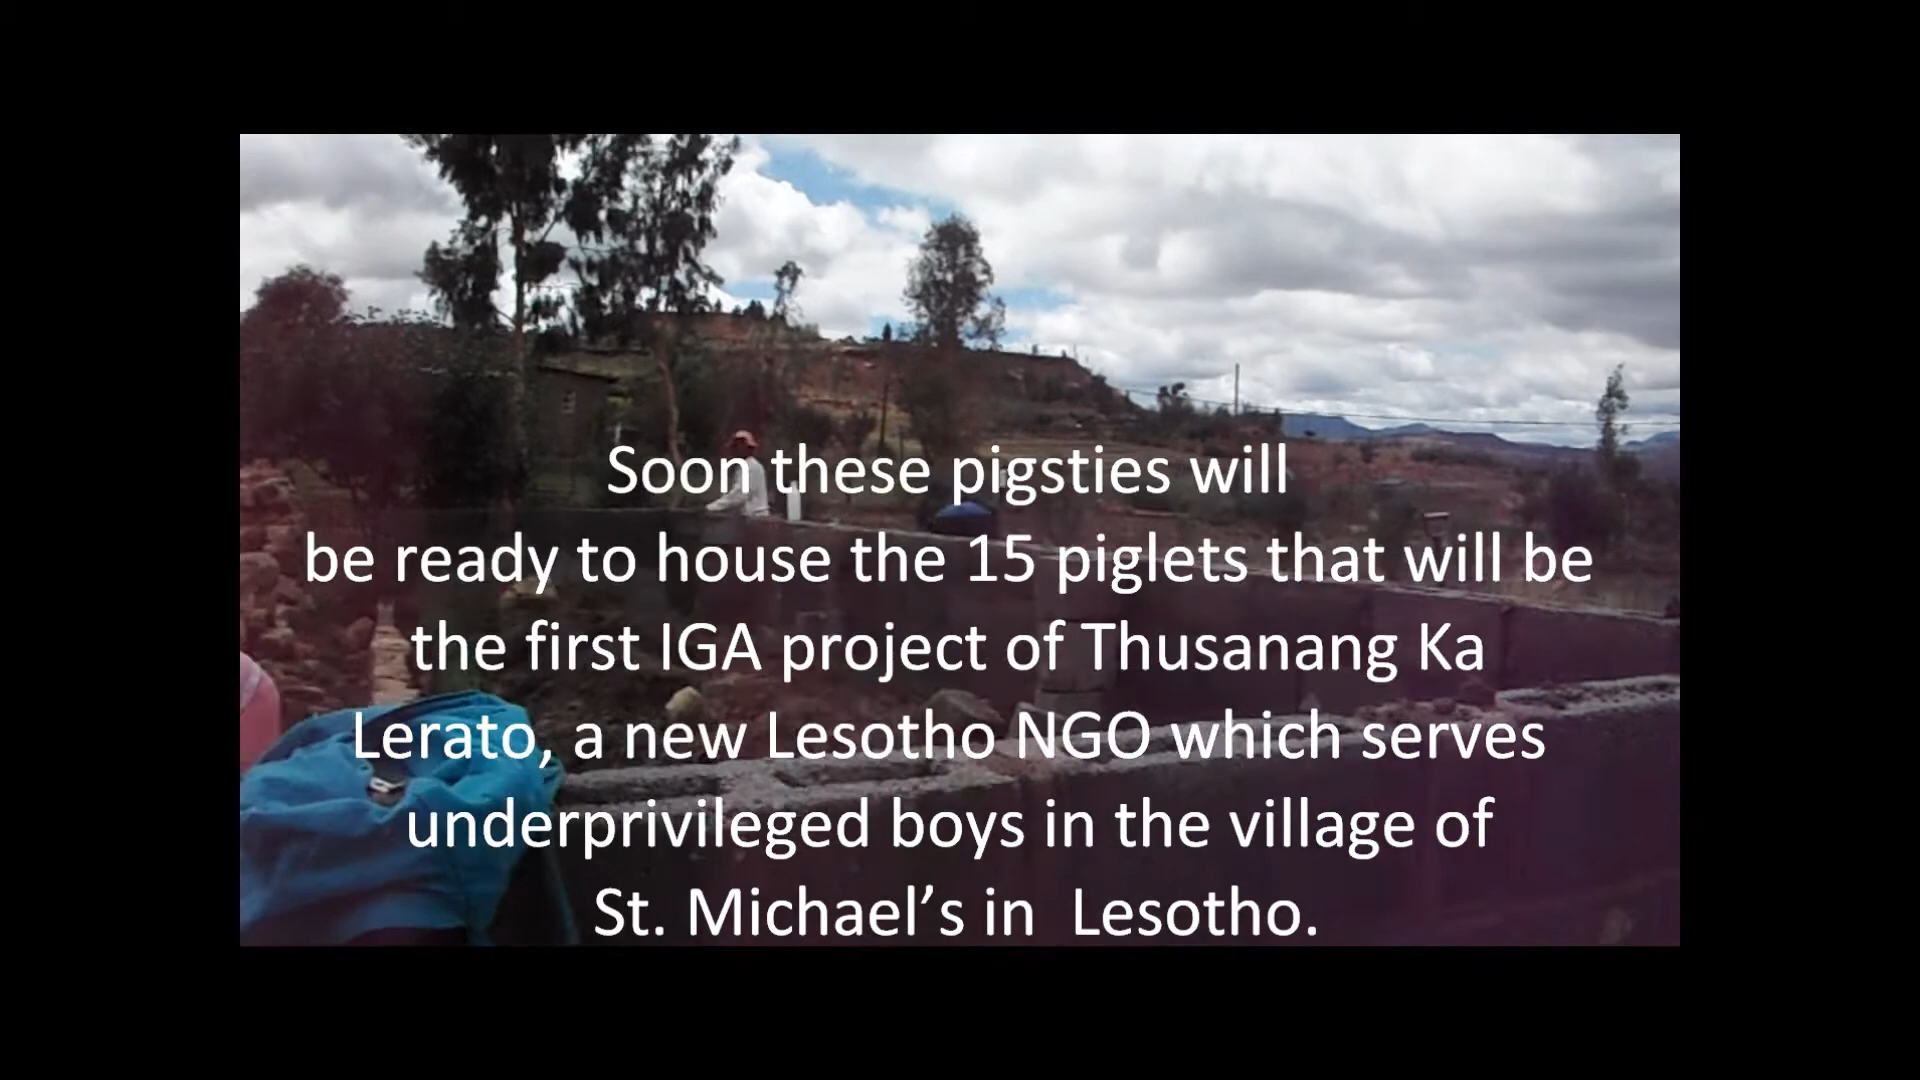 Soon these pigsties will
be ready to house the 15 piglets that will be
the first IGA project of Thusanang Ka
Lerato, a new Lesotho NGO which serves
underprivileged boys in the village of
St. Michael’s in  Lesotho.